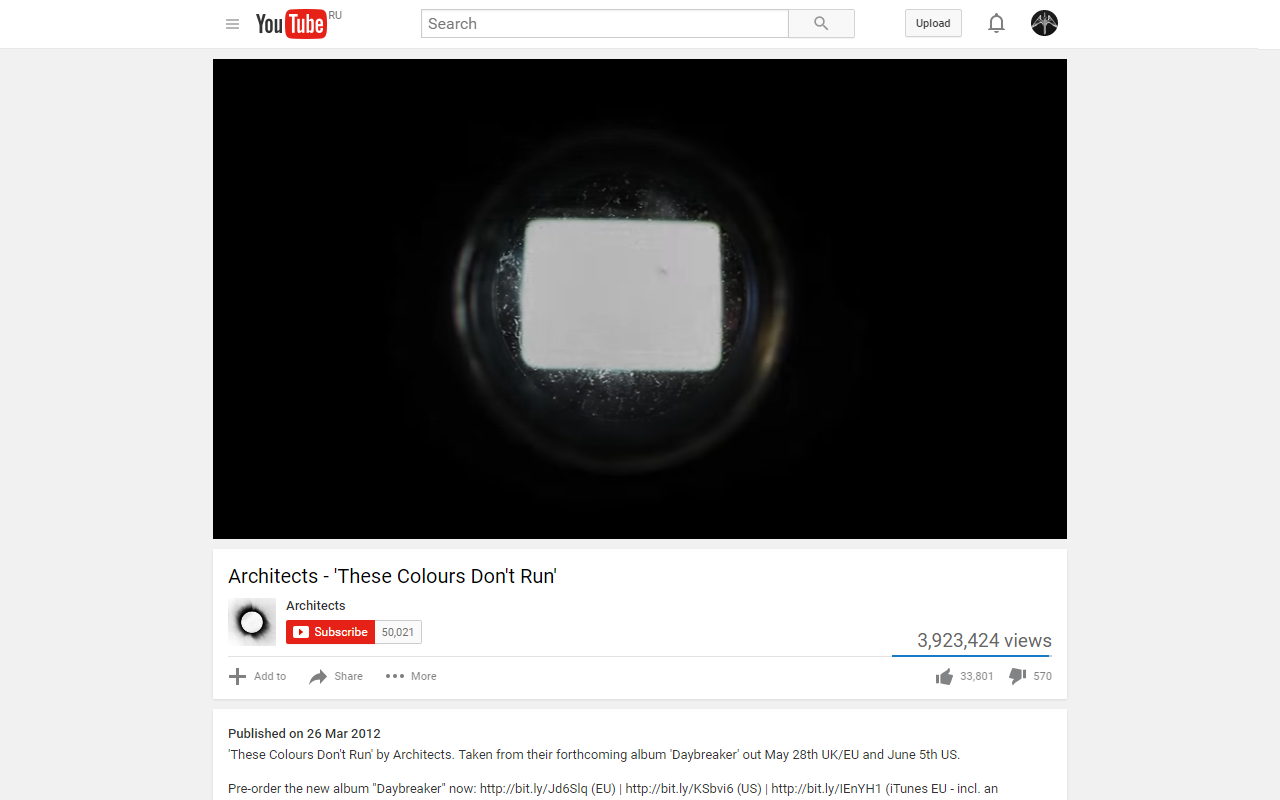 YouTube RU
Search
Upload
Architects - 'These Colours Don't Run'
Architects
Subscribe 50,021
3,923,424 views
Add to Share More 33,801 570
Published on 26 Mar 2012
'These Colours Don't Run' by Architects. Taken from their forthcoming album 'Daybreaker' out May 28th UK/EU and June 5th US.
Pre-order the new album "Daybreaker" now: http://bit.ly/Jd6Slq (EU) | http://bit.ly/KSbvi6 (US) | http://bit.ly/IEnYH1 (iTunes EU - incl. an